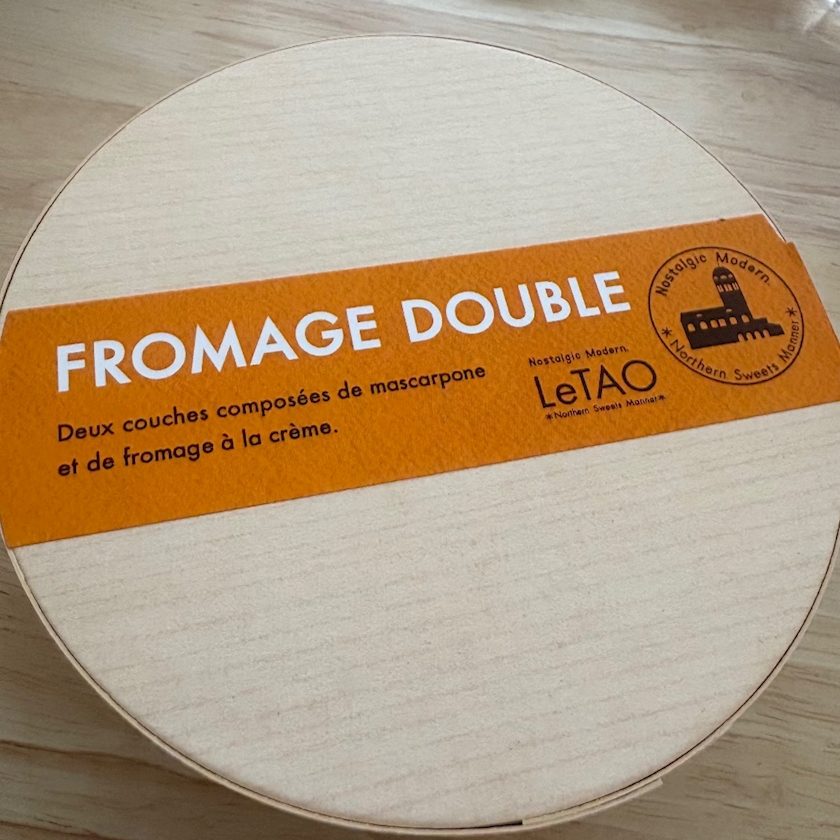 FROMAGE DOUBLE
Deux couches composées de mascarpone
et de fromage à la crème.
Nostalgic Modern.
LeTAO
*Northern Sweets Manner*
Nostalgic Modern.
* Northern Sweets Manner *